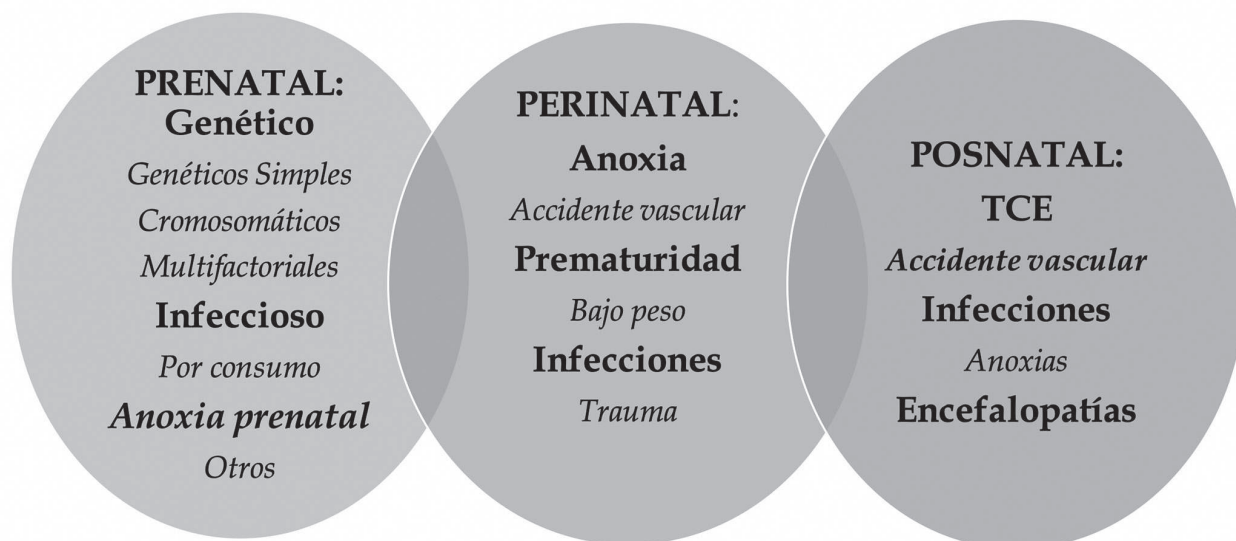 PRENATAL:
Genético
Genéticos Simples
Cromosomáticos
Multifactoriales
Infeccioso
Por consumo
Anoxia prenatal
Otros
PERINATAL:
Anoxia
Accidente vascular
Prematuridad
Bajo peso
Infecciones
Trauma
POSNATAL:
TCE
Accidente vascular
Infecciones
Anoxias
Encefalopatías